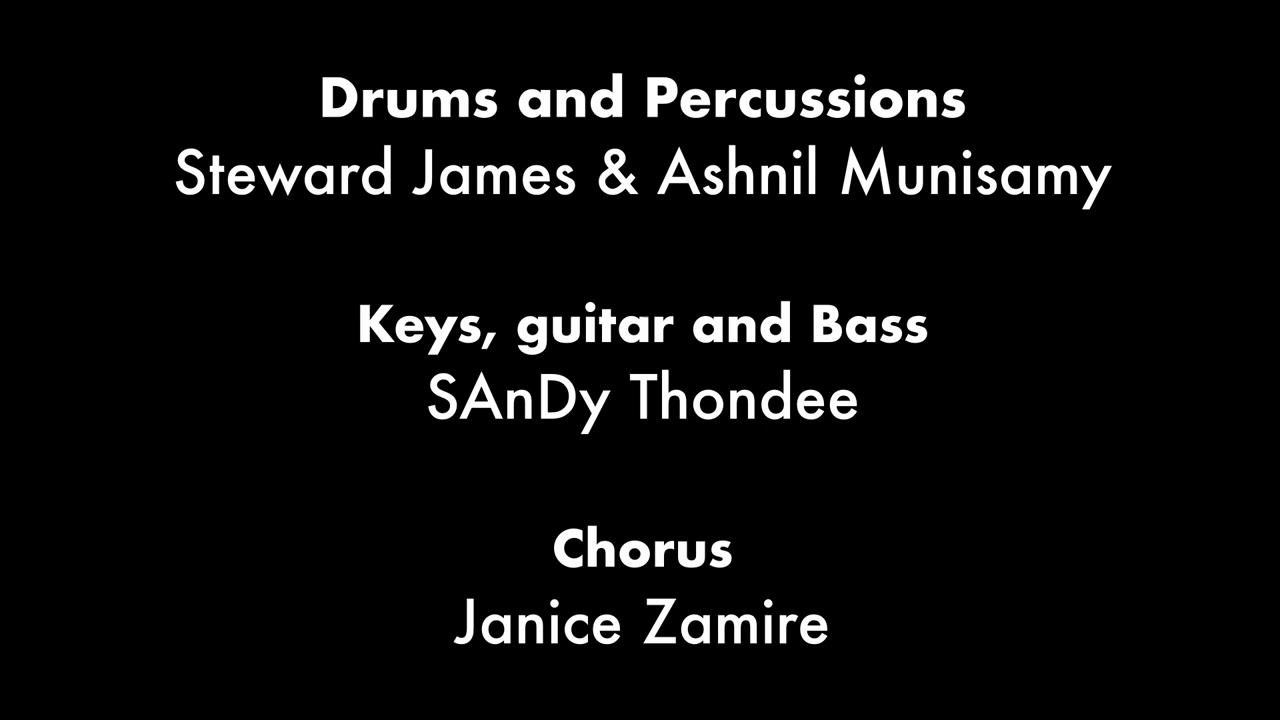 Drums and Percussions
Steward James & Ashnil Munisamy
Keys, guitar and Bass
SAnDy Thondee
Chorus
Janice Zamire